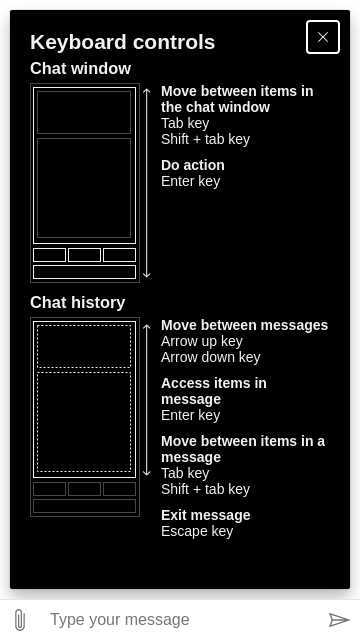 Keyboard controls
Chat window
Move between items in
the chat window
Tab key
Shift + tab key
Do action
Enter key
Chat history
Move between messages
Arrow up key
Arrow down key
Access items in
message
Enter key
Move between items in a
message
Tab key
Shift + tab key
Exit message
Escape key
Type your message